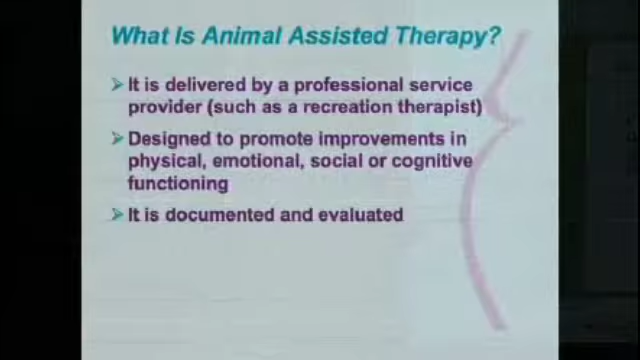 What Is Animal Assisted Therapy?
➢ It is delivered by a professional service
provider (such as a recreation therapist)
➢ Designed to promote improvements in
physical, emotional, social or cognitive
functioning
➢ It is documented and evaluated